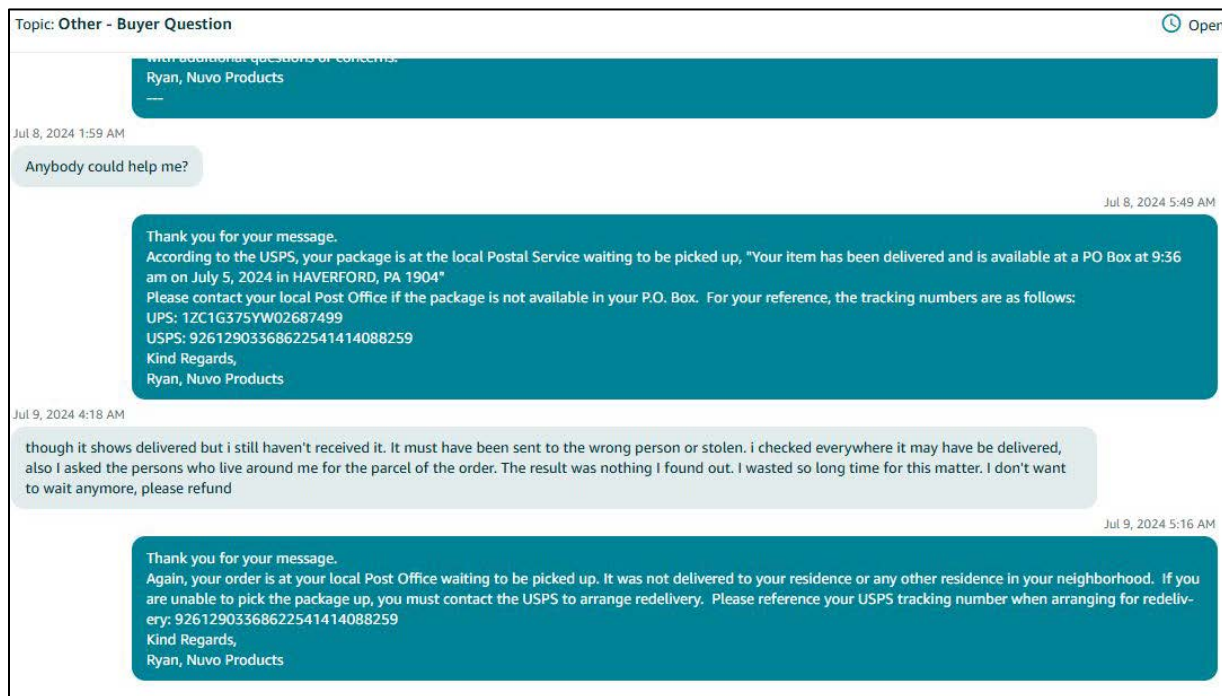 Topic: Other - Buyer Question
Open
with additional questions or concerns.
Ryan, Nuvo Products
---
Jul 8, 2024 1:59 AM
Anybody could help me?
Jul 8, 2024 5:49 AM
Thank you for your message.
According to the USPS, your package is at the local Postal Service waiting to be picked up, "Your item has been delivered and is available at a PO Box at 9:36
am on July 5, 2024 in HAVERFORD, PA 1904"
Please contact your local Post Office if the package is not available in your P.O. Box.  For your reference, the tracking numbers are as follows:
UPS: 1ZC1G375YW02687499
USPS: 92612903368622541414088259
Kind Regards,
Ryan, Nuvo Products
Jul 9, 2024 4:18 AM
though it shows delivered but i still haven't received it. It must have been sent to the wrong person or stolen. i checked everywhere it may have be delivered,
also I asked the persons who live around me for the parcel of the order. The result was nothing I found out. I wasted so long time for this matter. I don't want
to wait anymore, please refund
Jul 9, 2024 5:16 AM
Thank you for your message.
Again, your order is at your local Post Office waiting to be picked up. It was not delivered to your residence or any other residence in your neighborhood.  If you
are unable to pick the package up, you must contact the USPS to arrange redelivery.  Please reference your USPS tracking number when arranging for redeliv-
ery: 92612903368622541414088259
Kind Regards,
Ryan, Nuvo Products